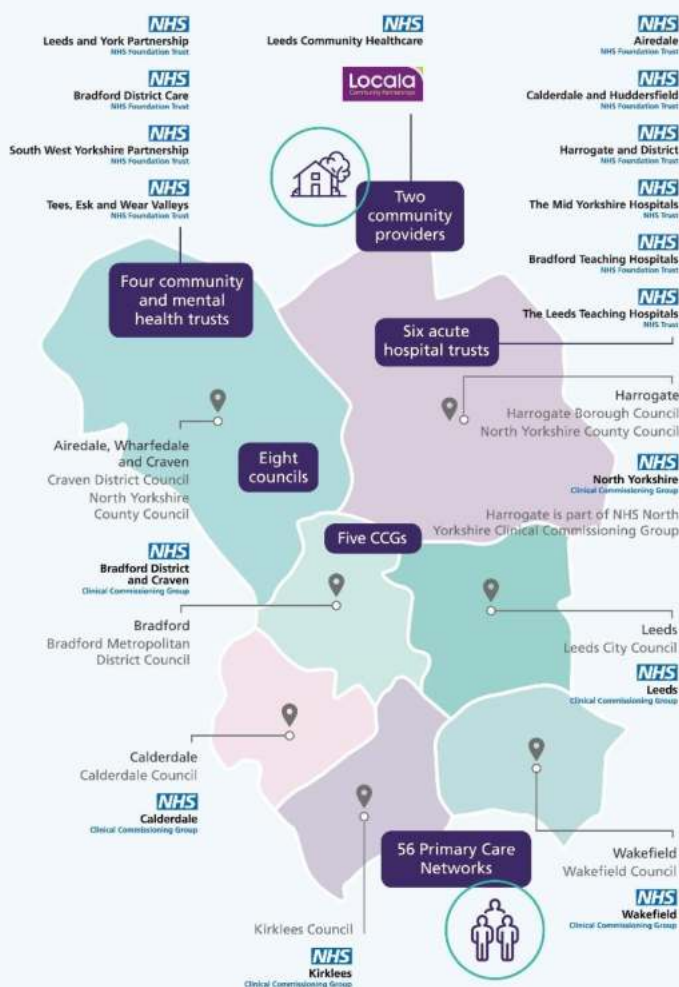 NHS
Leeds and York Partnership
NHS Foundation Trust
NHS
Bradford District Care
NHS Foundation Trust
NHS
South West Yorkshire Partnership
NHS Foundation Trust
NHS
Tees, Esk and Wear Valleys
NHS Foundation Trust
Four community
and mental
health trusts
NHS
Leeds Community Healthcare
Locala
Community Partnerships
Two
community
providers
NHS
Airedale
NHS Foundation Trust
NHS
Calderdale and Huddersfield
NHS Foundation Trust
NHS
Harrogate and District
NHS Foundation Trust
NHS
The Mid Yorkshire Hospitals
NHS Trust
NHS
Bradford Teaching Hospitals
NHS Foundation Trust
NHS
The Leeds Teaching Hospitals
NHS Trust
Six acute
hospital trusts
Harrogate
Harrogate Borough Council
North Yorkshire County Council
NHS
North Yorkshire
Clinical Commissioning Group
Harrogate is part of NHS North
Yorkshire Clinical Commissioning Group
Airedale, Wharfedale
and Craven
Craven District Council
North Yorkshire
County Council
Eight
councils
Five CCGs
NHS
Bradford District
and Craven
Clinical Commissioning Group
Bradford
Bradford Metropolitan
District Council
Leeds
Leeds City Council
NHS
Leeds
Clinical Commissioning Group
Calderdale
Calderdale Council
NHS
Calderdale
Clinical Commissioning Group
56 Primary Care
Networks
Wakefield
Wakefield Council
NHS
Wakefield
Clinical Commissioning Group
Kirklees Council
NHS
Kirklees
Clinical Commissioning Group